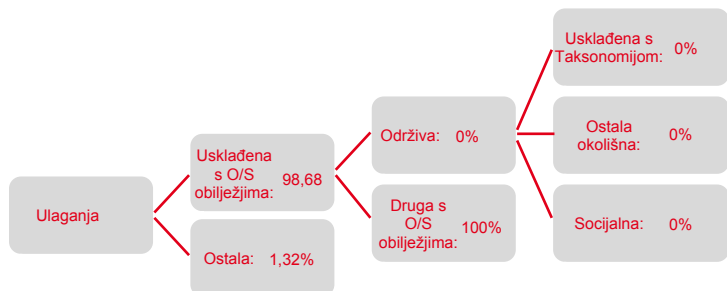 Ulaganja
Usklađena
s O/S
obilježjima: 98,68
Ostala: 1,32%
Održiva: 0%
Druga s
O/S
obilježjima: 100%
Usklađena s
Taksonomijom: 0%
Ostala
okolišna: 0%
Socijalna: 0%